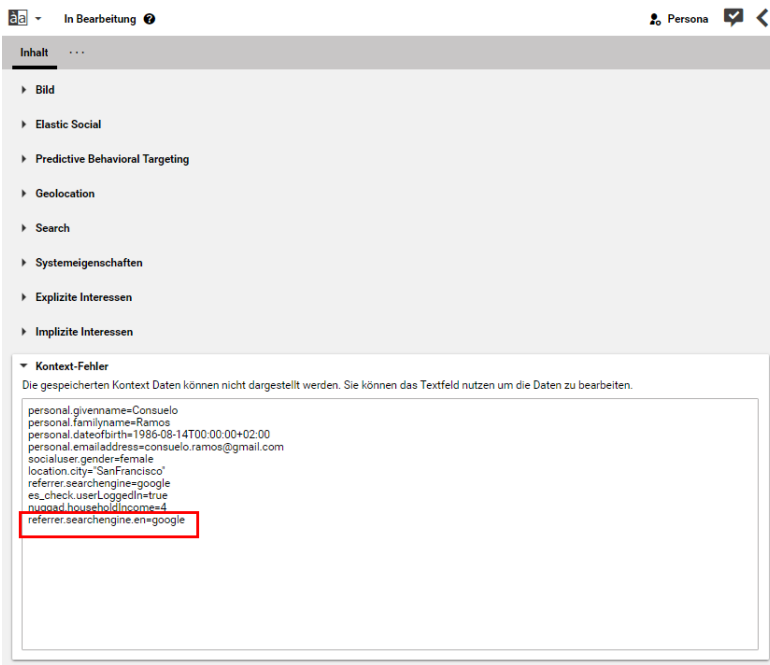 àa In Bearbeitung ? Persona
Inhalt ...
Bild
Elastic Social
Predictive Behavioral Targeting
Geolocation
Search
Systemeigenschaften
Explizite Interessen
Implizite Interessen
Kontext-Fehler
Die gespeicherten Kontext Daten können nicht dargestellt werden. Sie können das Textfeld nutzen um die Daten zu bearbeiten.
personal.givenname=Consuelo
personal.familyname=Ramos
personal.dateofbirth=1986-08-14T00:00:00+02:00
personal.emailaddress=consuelo.ramos@gmail.com
socialuser.gender=female
location.city="SanFrancisco"
referrer.searchengine=google
es_check.userLoggedIn=true
nuggad.householdIncome=4
referrer.searchengine.en=google